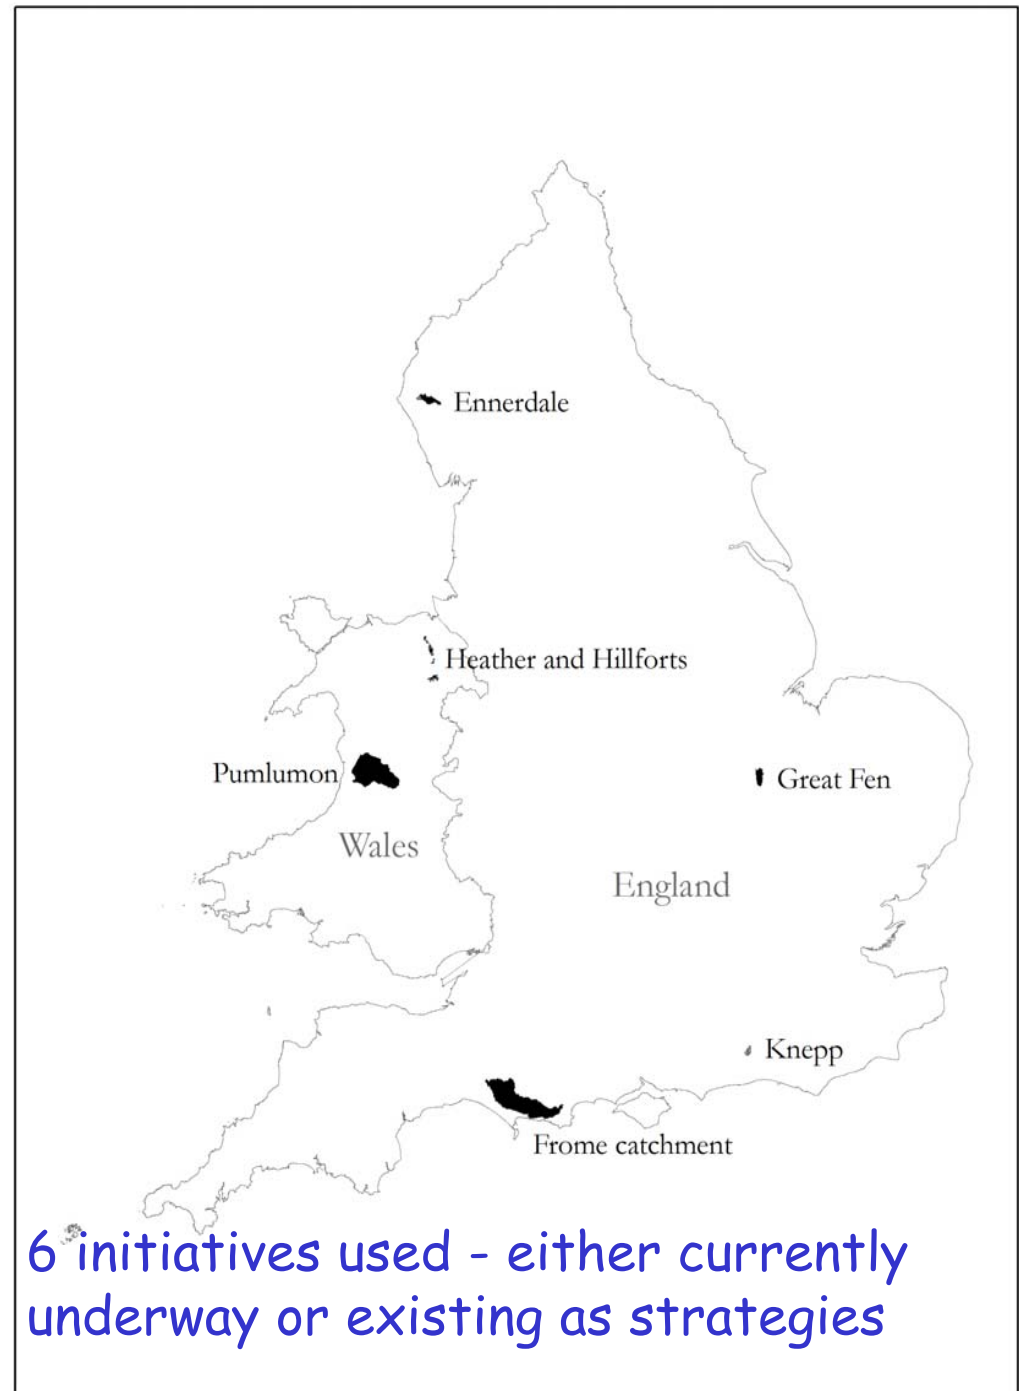 Ennerdale
Heather and Hillforts
Pumlumon
Great Fen
Wales
England
Knepp
Frome catchment
6 initiatives used - either currently
underway or existing as strategies